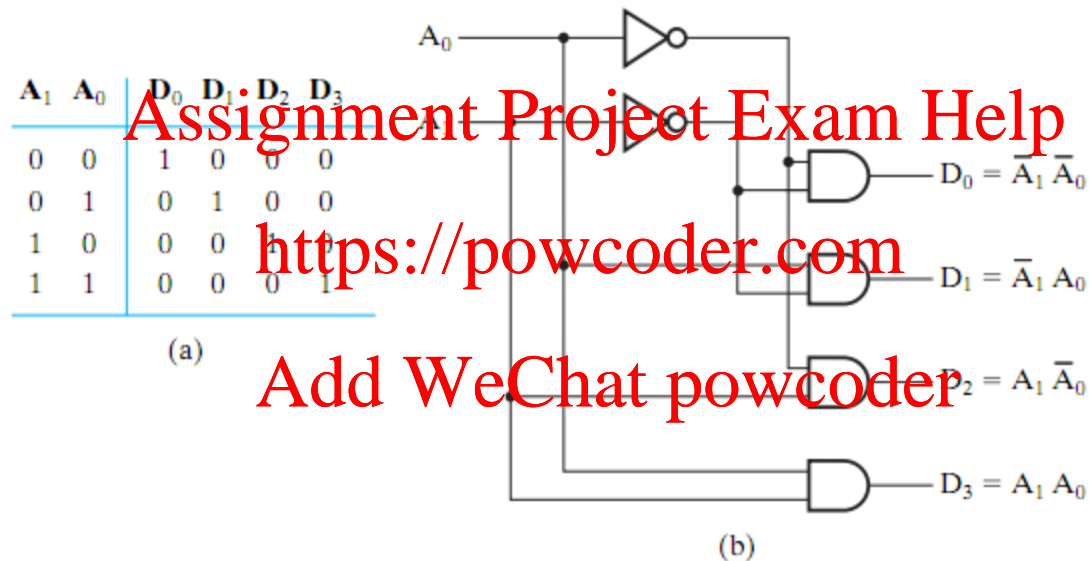 A₀
A₁ A₀ D₀ D₁ D₂ D₃
Assignment Project Exam Help
0 0 1 0 0 0
D₀ = A̅₁ A̅₀
0 1 0 1 0 0
1 0 0 0 1 0
https://powcoder.com
1 1 0 0 0 1
D₁ = A̅₁ A₀
(a)
Add WeChat powcoder
D₂ = A₁ A̅₀
D₃ = A₁ A₀
(b)